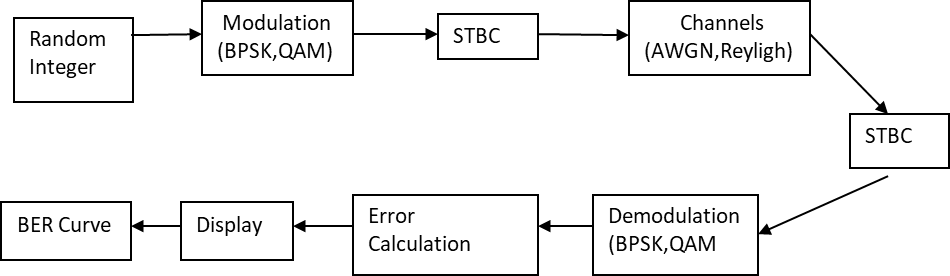 Random
Integer
Modulation
(BPSK,QAM)
STBC
Channels
(AWGN,Reyligh)
STBC
Demodulation
(BPSK,QAM
Error
Calculation
Display
BER Curve